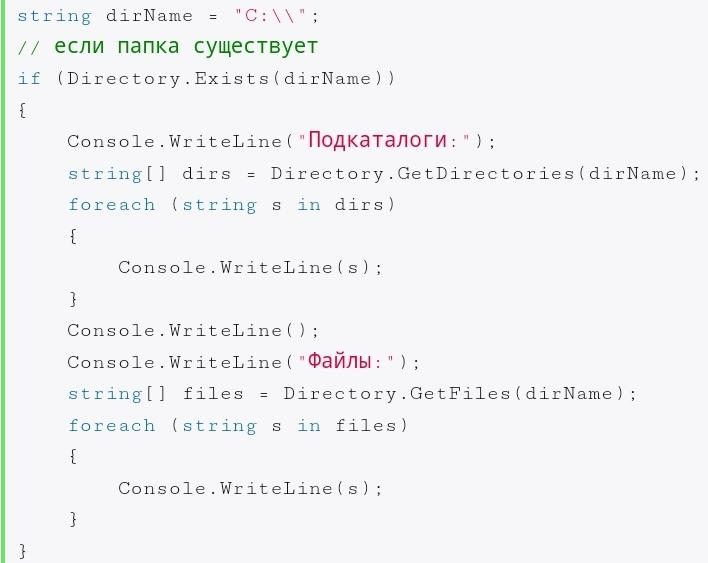 string dirName = "C:\\";
// если папка существует
if (Directory.Exists(dirName))
{
    Console.WriteLine("Подкаталоги:");
    string[] dirs = Directory.GetDirectories(dirName);
    foreach (string s in dirs)
    {
        Console.WriteLine(s);
    }
    Console.WriteLine();
    Console.WriteLine("Файлы:");
    string[] files = Directory.GetFiles(dirName);
    foreach (string s in files)
    {
        Console.WriteLine(s);
    }
}